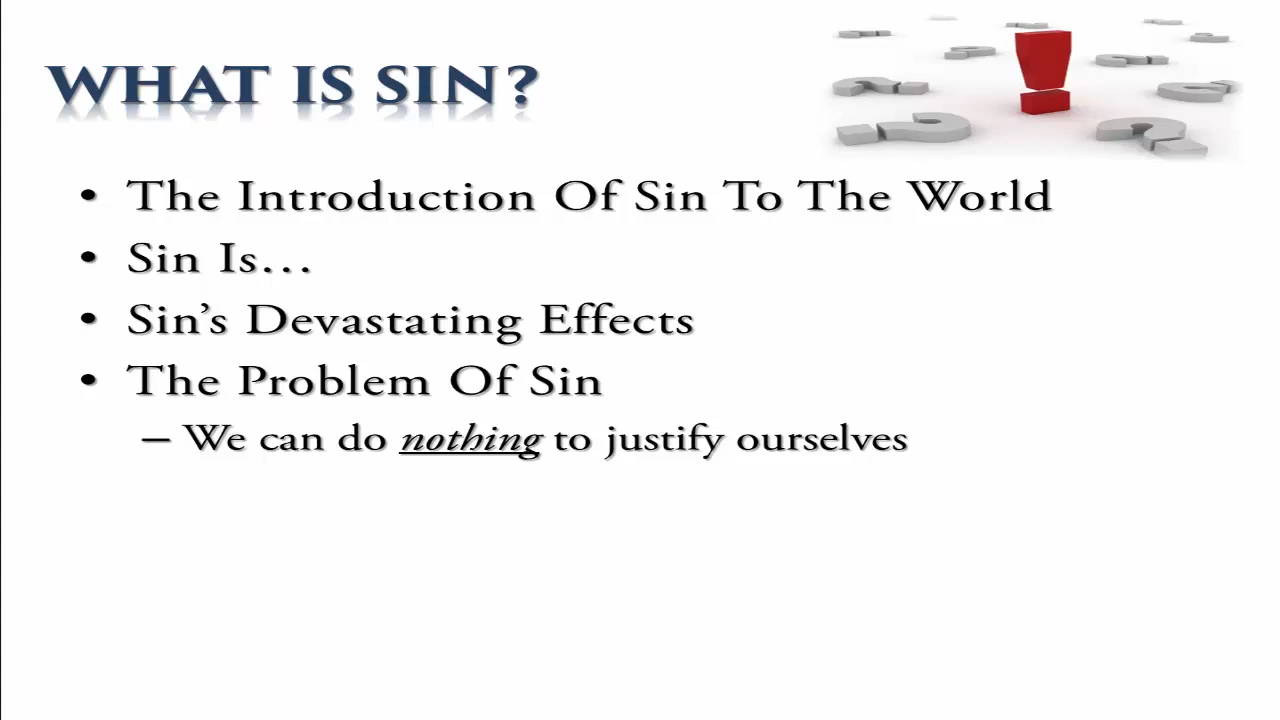 WHAT IS SIN?
• The Introduction Of Sin To The World
• Sin Is…
• Sin’s Devastating Effects
• The Problem Of Sin
– We can do nothing to justify ourselves